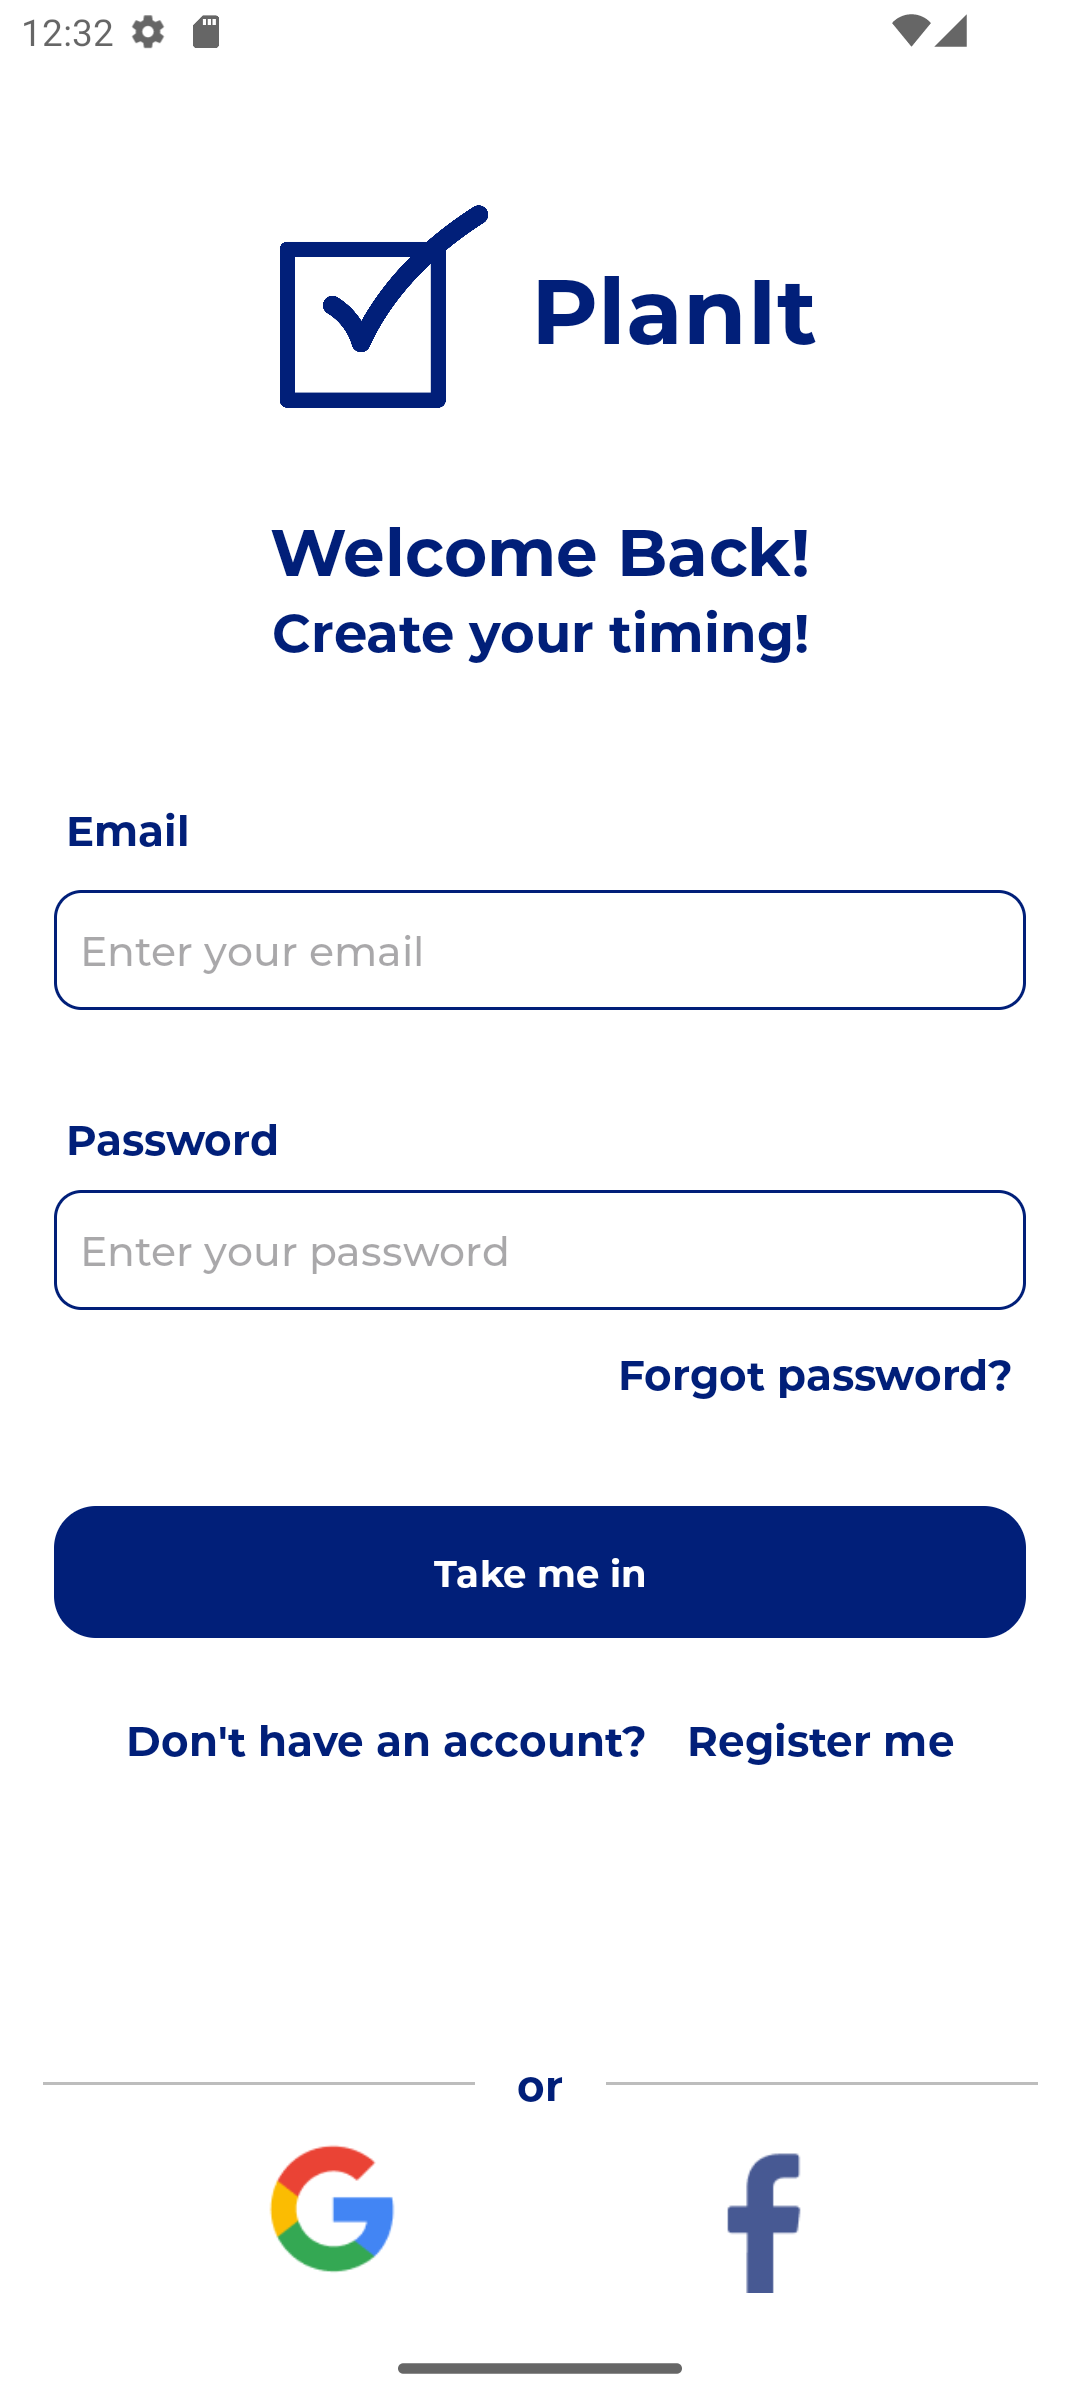 12:32
PlanIt
Welcome Back!
Create your timing!
Email
Enter your email
Password
Enter your password
Forgot password?
Take me in
Don't have an account? Register me
or